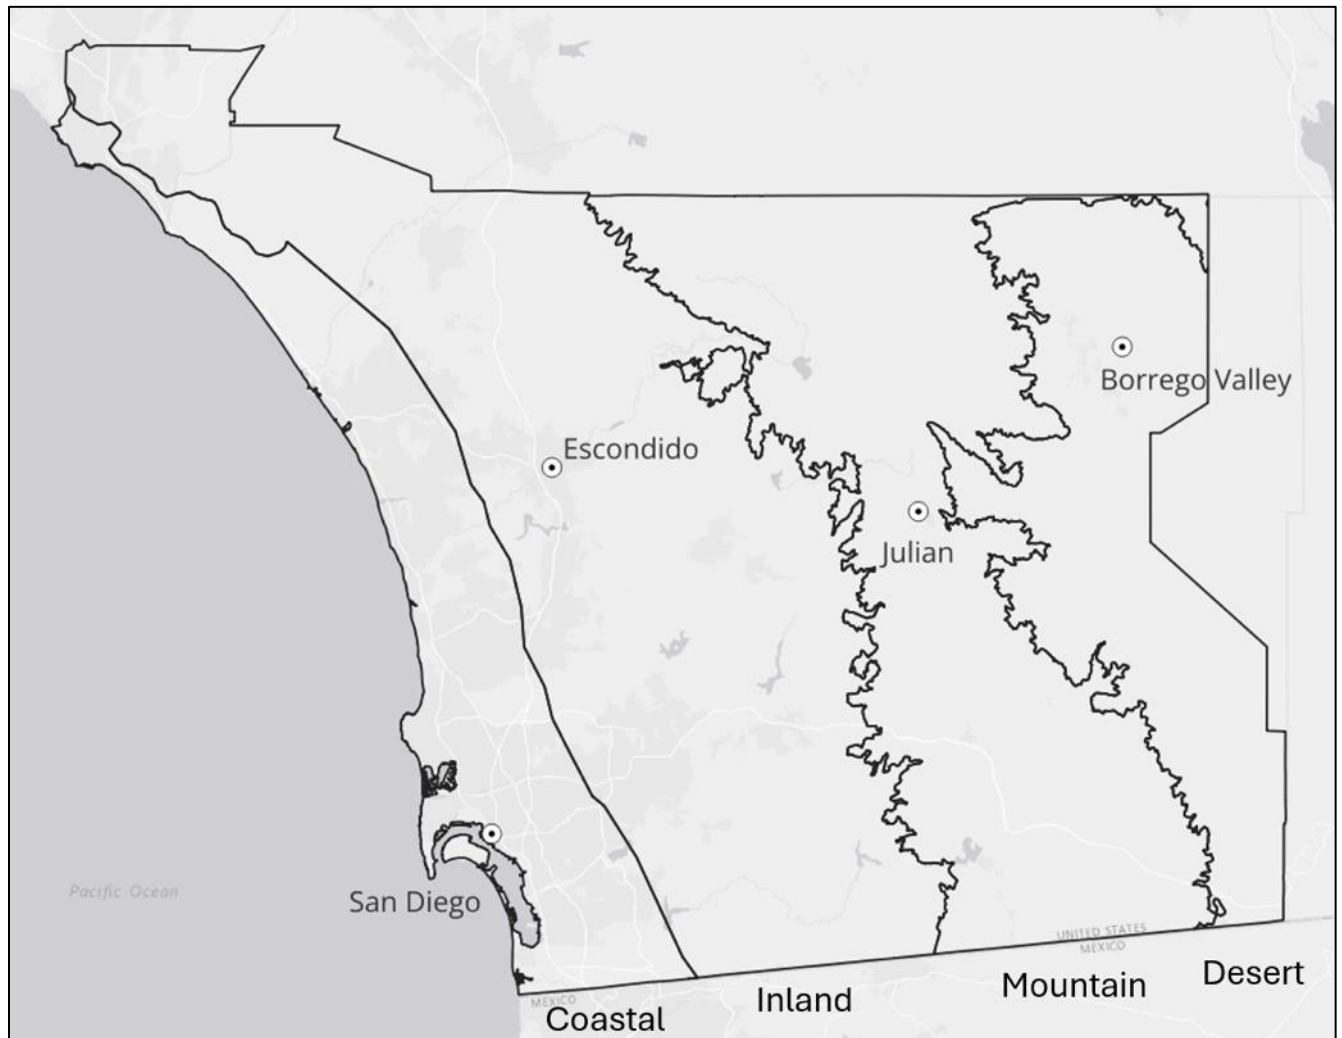 Borrego Valley
Escondido
Julian
Pacific Ocean
San Diego
UNITED STATES
MEXICO
MEXICO
Coastal
Inland
Mountain
Desert